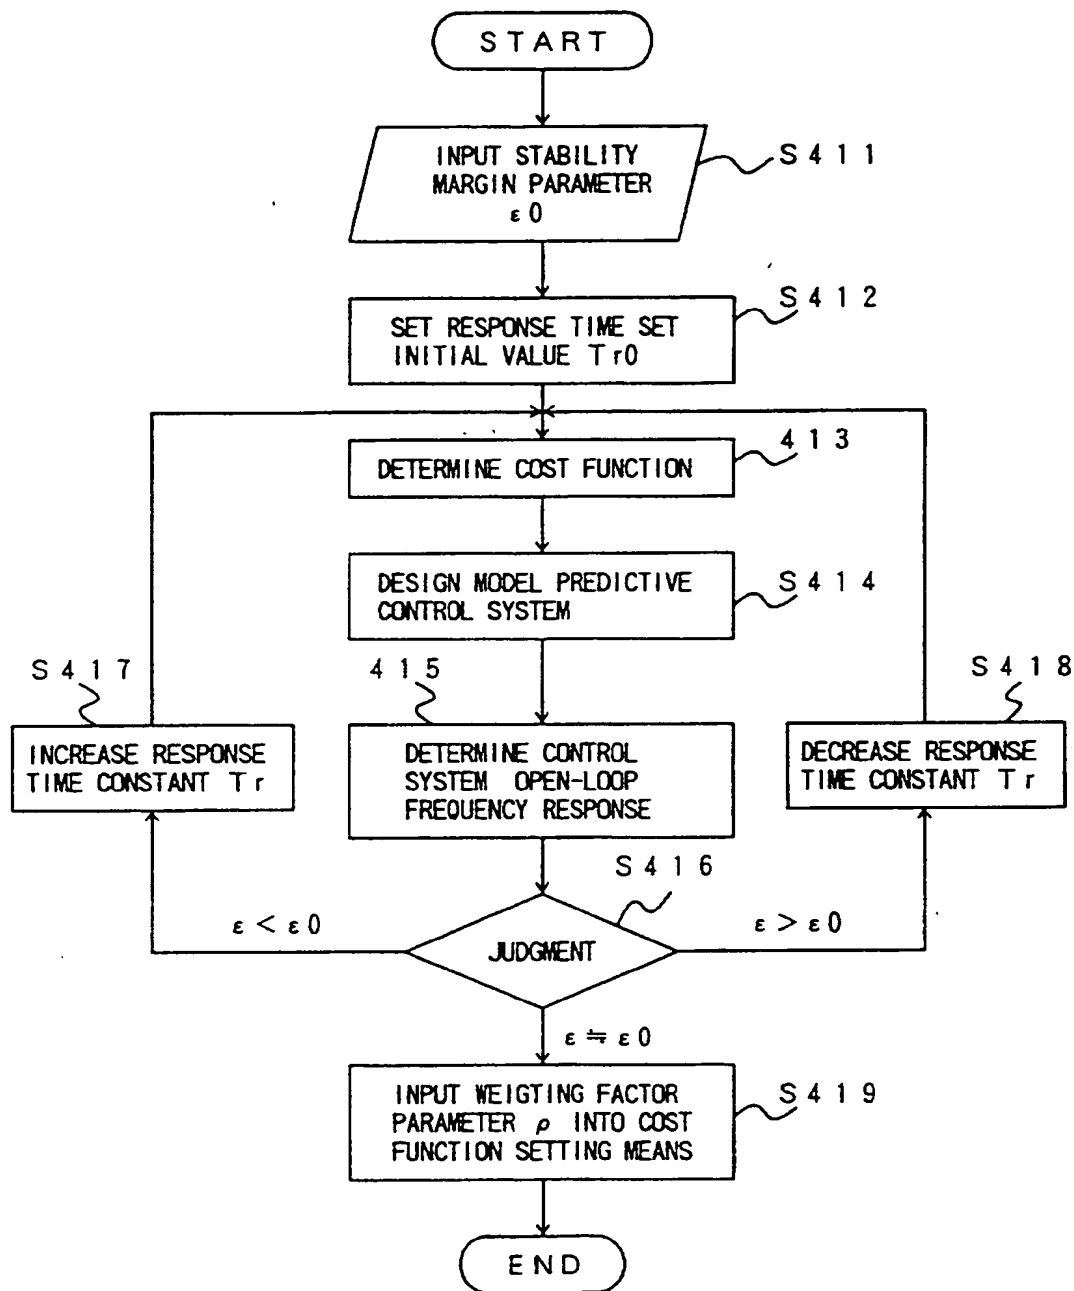 START
INPUT STABILITY
MARGIN PARAMETER
ε0
S411
SET RESPONSE TIME SET
INITIAL VALUE Tr0
S412
DETERMINE COST FUNCTION
413
DESIGN MODEL PREDICTIVE
CONTROL SYSTEM
S414
S417
INCREASE RESPONSE
TIME CONSTANT Tr
415
DETERMINE CONTROL
SYSTEM OPEN-LOOP
FREQUENCY RESPONSE
S418
DECREASE RESPONSE
TIME CONSTANT Tr
S416
ε < ε0
JUDGMENT
ε > ε0
ε ≒ ε0
INPUT WEIGTING FACTOR
PARAMETER ρ INTO COST
FUNCTION SETTING MEANS
S419
END